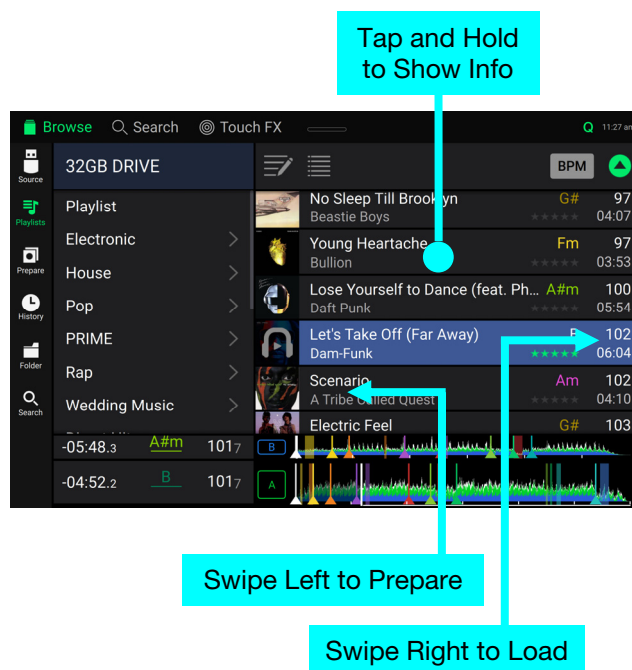 Tap and Hold
to Show Info
Browse
Search
Touch FX
Q
11:27 am
Source
32GB DRIVE
BPM
Playlists
Prepare
History
Folder
Search
Playlist
Electronic
House
Pop
PRIME
Rap
Wedding Music
No Sleep Till Brooklyn G# 97
Beastie Boys 04:07
Young Heartache Fm 97
Bullion 03:53
Lose Yourself to Dance (feat. Ph... A#m 100
Daft Punk 05:54
Let's Take Off (Far Away) 102
Dam-Funk 06:04
Scenario Am 102
A Tribe Called Quest 04:10
Electric Feel G# 103
-05:48.3 A#m 1017 B
-04:52.2 B 1017 A
Swipe Left to Prepare
Swipe Right to Load